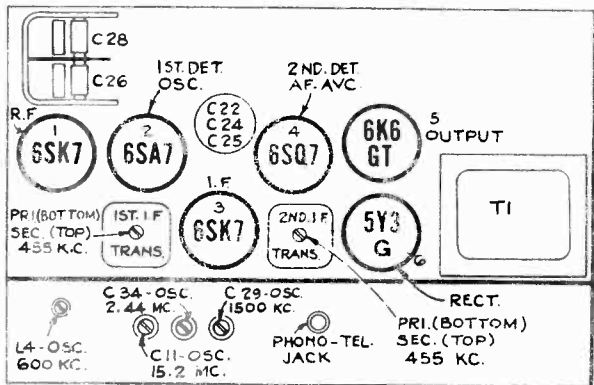 C28
C26
1ST. DET.
OSC.
2ND. DET.
AF. AVC.
R.F
1
6SK7
2
6SA7
C22
C24
C25
4
6SQ7
6K6
GT
5
OUTPUT
I.F
3
6SK7
PRI.(BOTTOM)
SEC. (TOP)
455 K.C.
1ST. I.F
TRANS.
2ND. I.F
TRANS.
5Y3
G
6
T1
RECT.
C34-OSC.
2.44 MC.
C29-OSC.
1500 KC.
L4-OSC.
600 KC.
C11-OSC.
15.2 MC.
PHONO-TEL.
JACK
PRI.(BOTTOM)
SEC. (TOP)
455 KC.